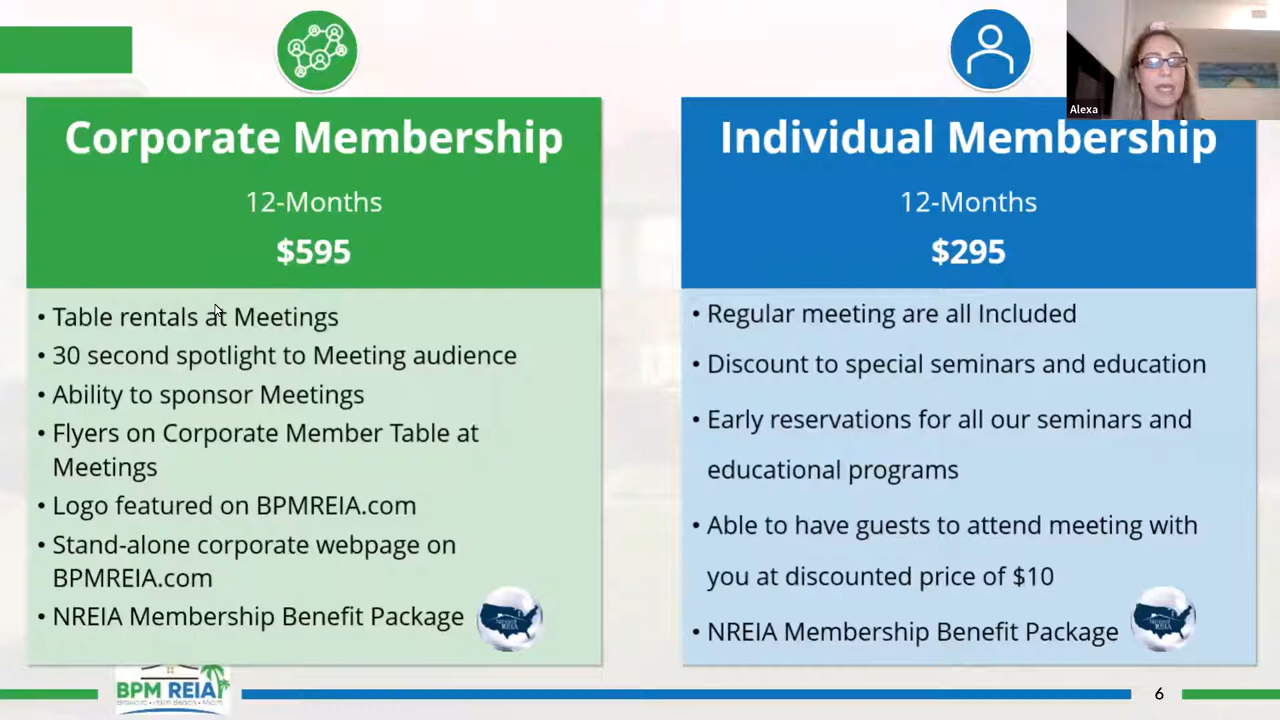 Alexa
Corporate Membership
12-Months
$595
• Table rentals at Meetings
• 30 second spotlight to Meeting audience
• Ability to sponsor Meetings
• Flyers on Corporate Member Table at
Meetings
• Logo featured on BPMREIA.com
• Stand-alone corporate webpage on
BPMREIA.com
• NREIA Membership Benefit Package
Individual Membership
12-Months
$295
• Regular meeting are all Included
• Discount to special seminars and education
• Early reservations for all our seminars and
educational programs
• Able to have guests to attend meeting with
you at discounted price of $10
• NREIA Membership Benefit Package
BPM REIA
6